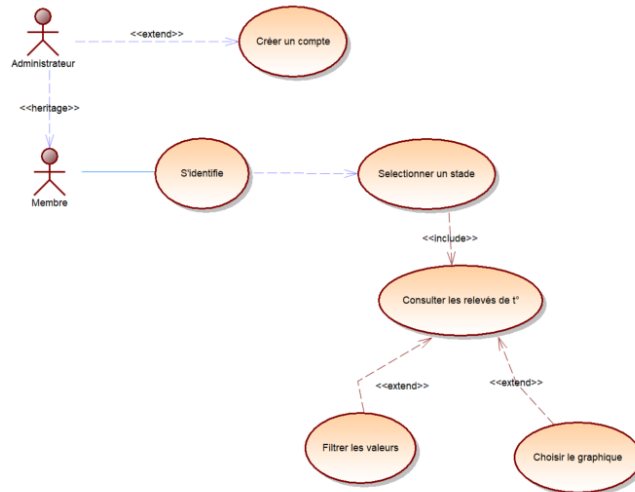 <<extend>>
Créer un compte
Administrateur
<<heritage>>
S'identifie
Selectionner un stade
Membre
<<include>>
Consulter les relevés de t°
<<extend>>
<<extend>>
Filtrer les valeurs
Choisir le graphique